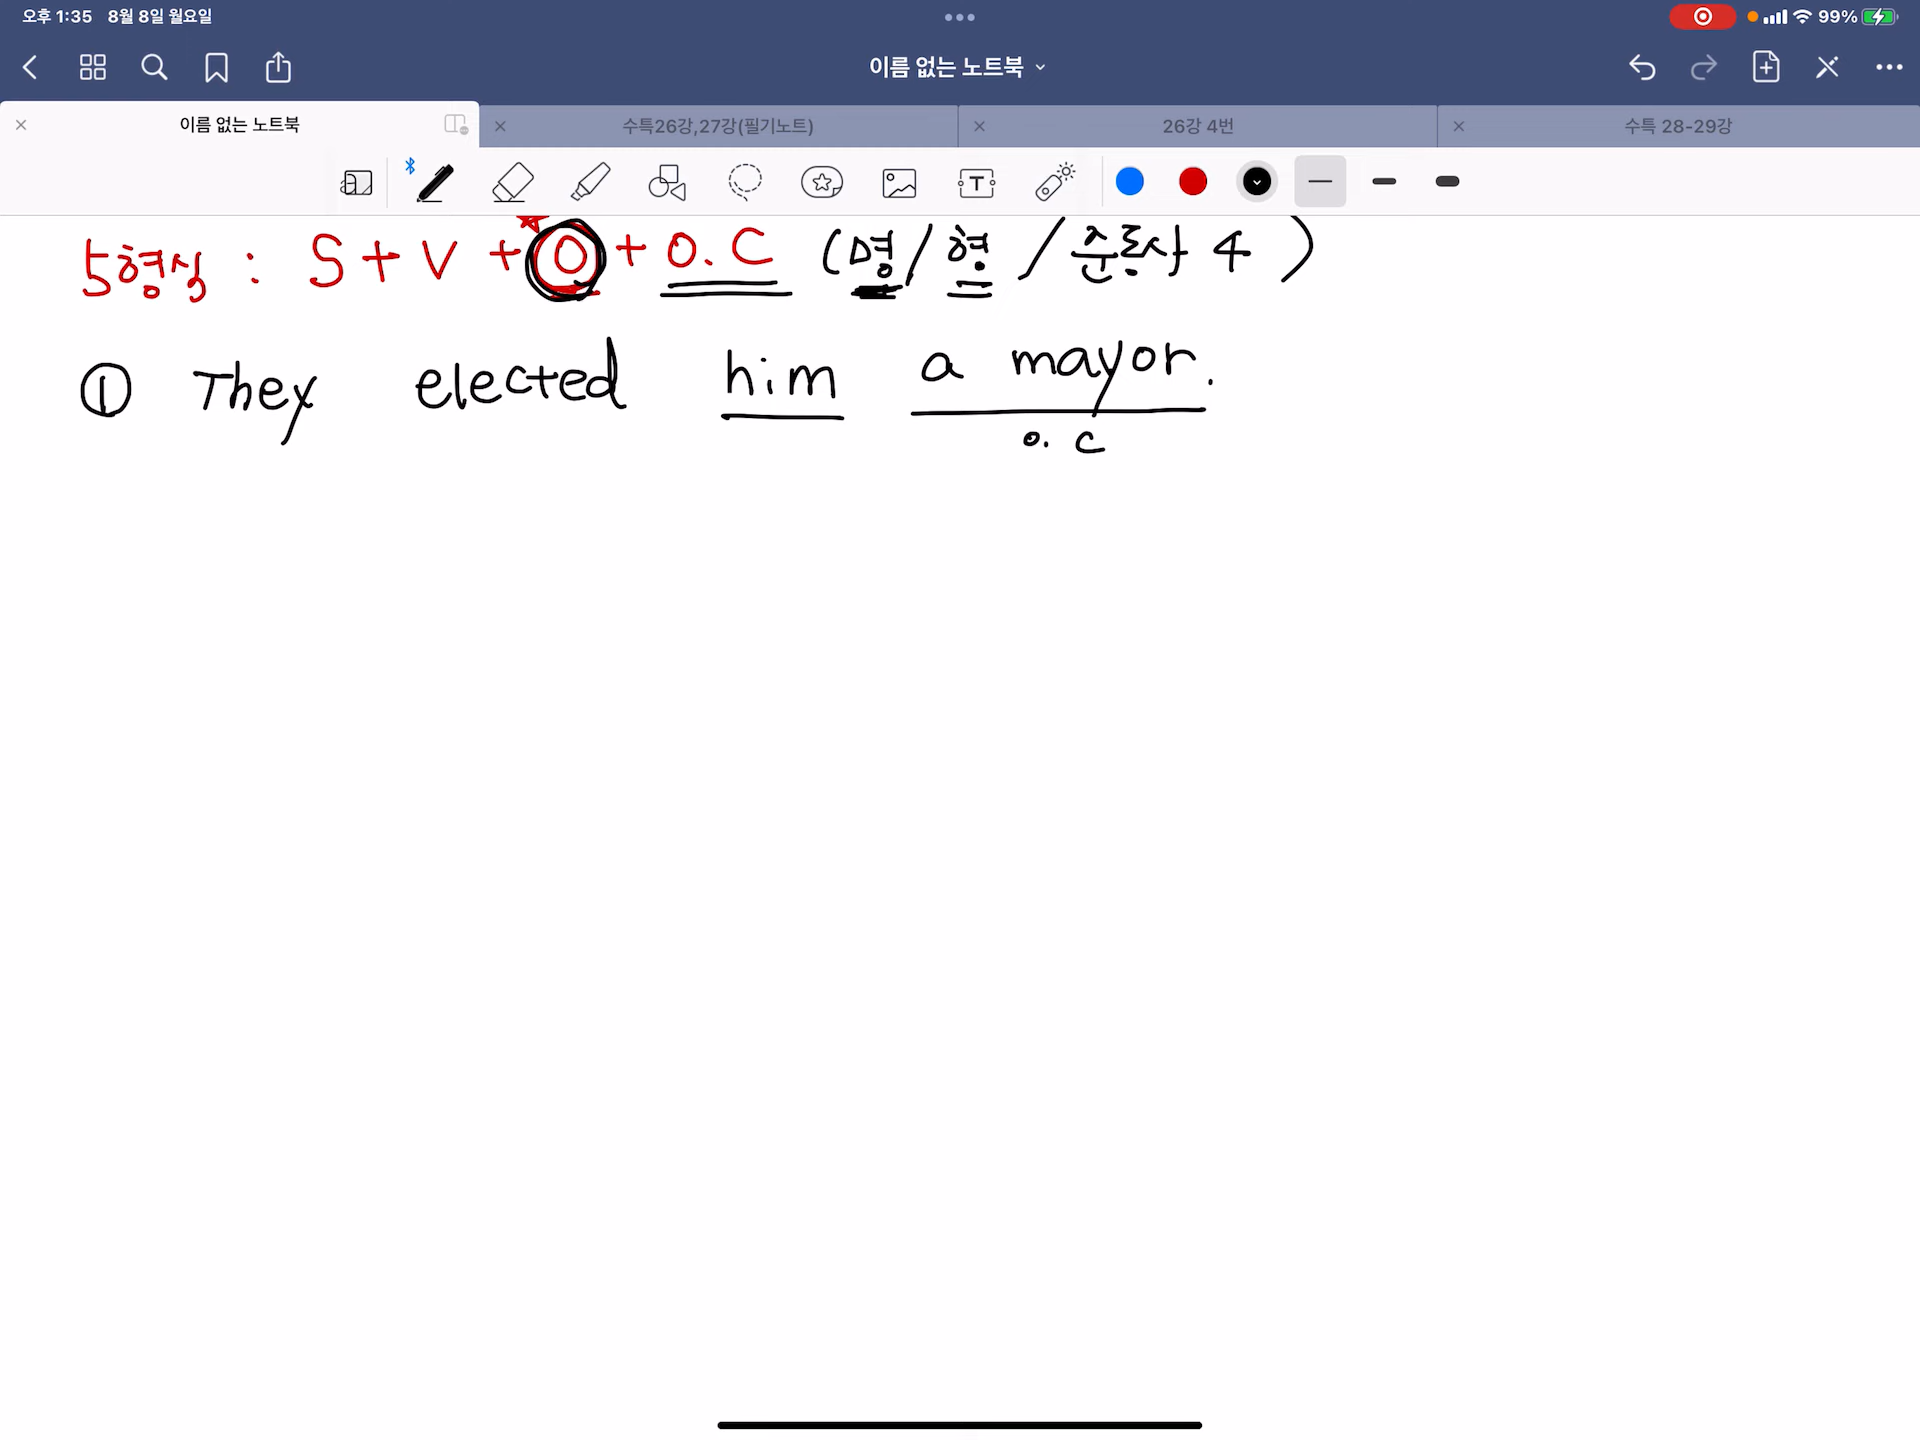 오후 1:35 8월 8일 월요일 99%
이름 없는 노트북
이름 없는 노트북 수특26강,27강(필기노트) 26강 4번 수특 28-29강
5형식 : S + V + O + O.C (명/형/준동사 4)
① They elected him a mayor.
o. c